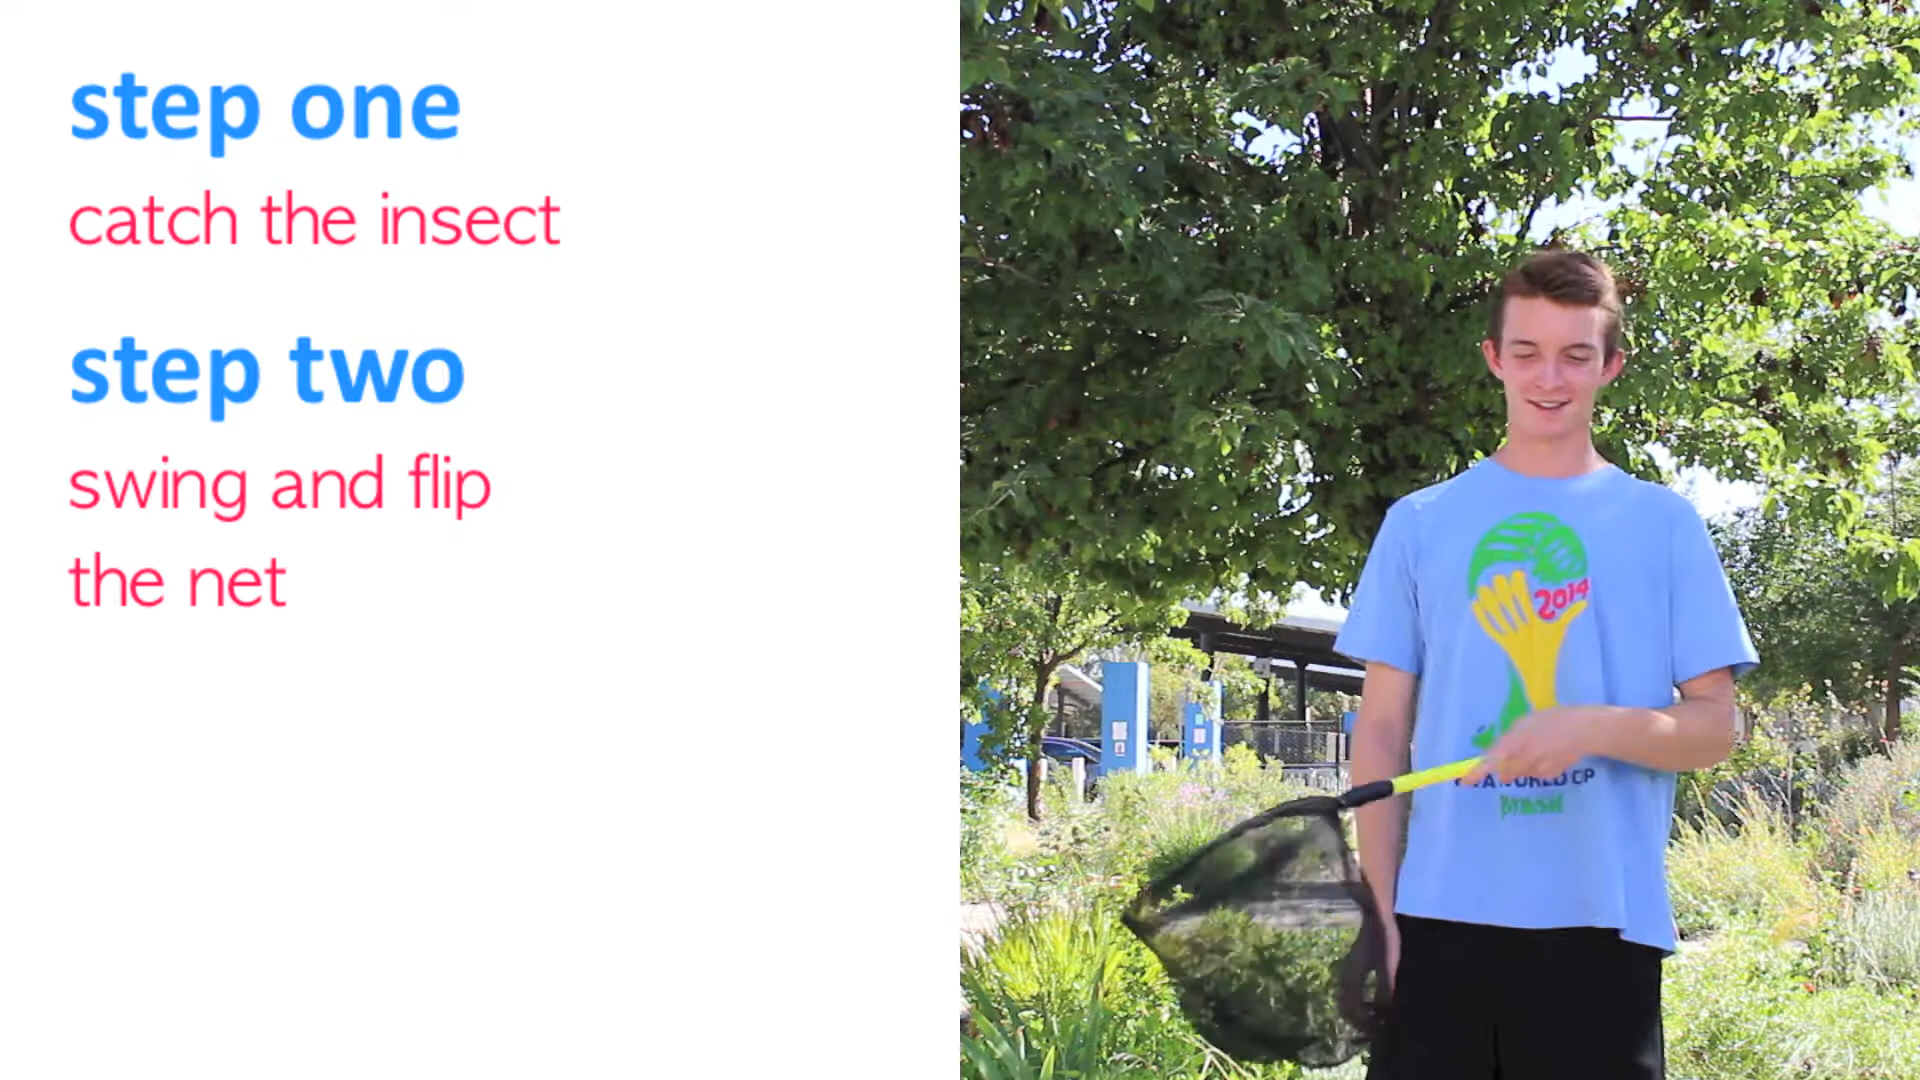 step one
catch the insect
step two
swing and flip
the net
2014